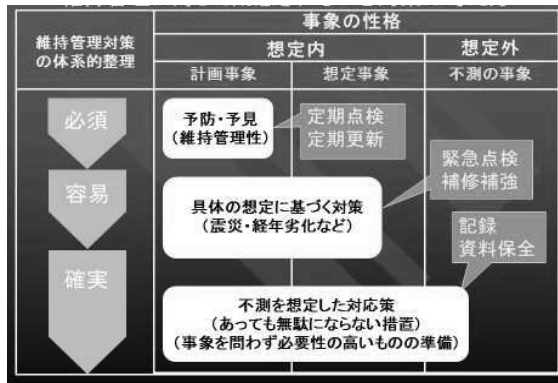 維持管理対策
の体系的整理
事象の性格
想定内
想定外
計画事象
想定事象
不測の事象
必須
予防・予見
（維持管理性）
定期点検
定期更新
緊急点検
補修補強
容易
具体の想定に基づく対策
（震災・経年劣化など）
記録
資料保全
確実
不測を想定した対応策
（あっても無駄にならない措置）
（事象を問わず必要性の高いものの準備）